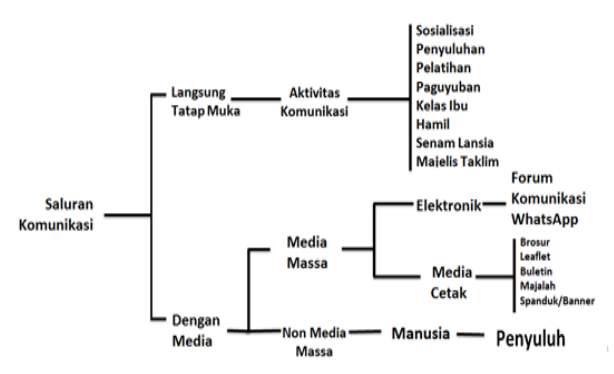 Saluran
Komunikasi
Langsung
Tatap Muka
Aktivitas
Komunikasi
Sosialisasi
Penyuluhan
Pelatihan
Paguyuban
Kelas Ibu
Hamil
Senam Lansia
Majelis Taklim
Dengan
Media
Media
Massa
Elektronik
Forum
Komunikasi
WhatsApp
Media
Cetak
Brosur
Leaflet
Buletin
Majalah
Spanduk/Banner
Non Media
Massa
Manusia
Penyuluh